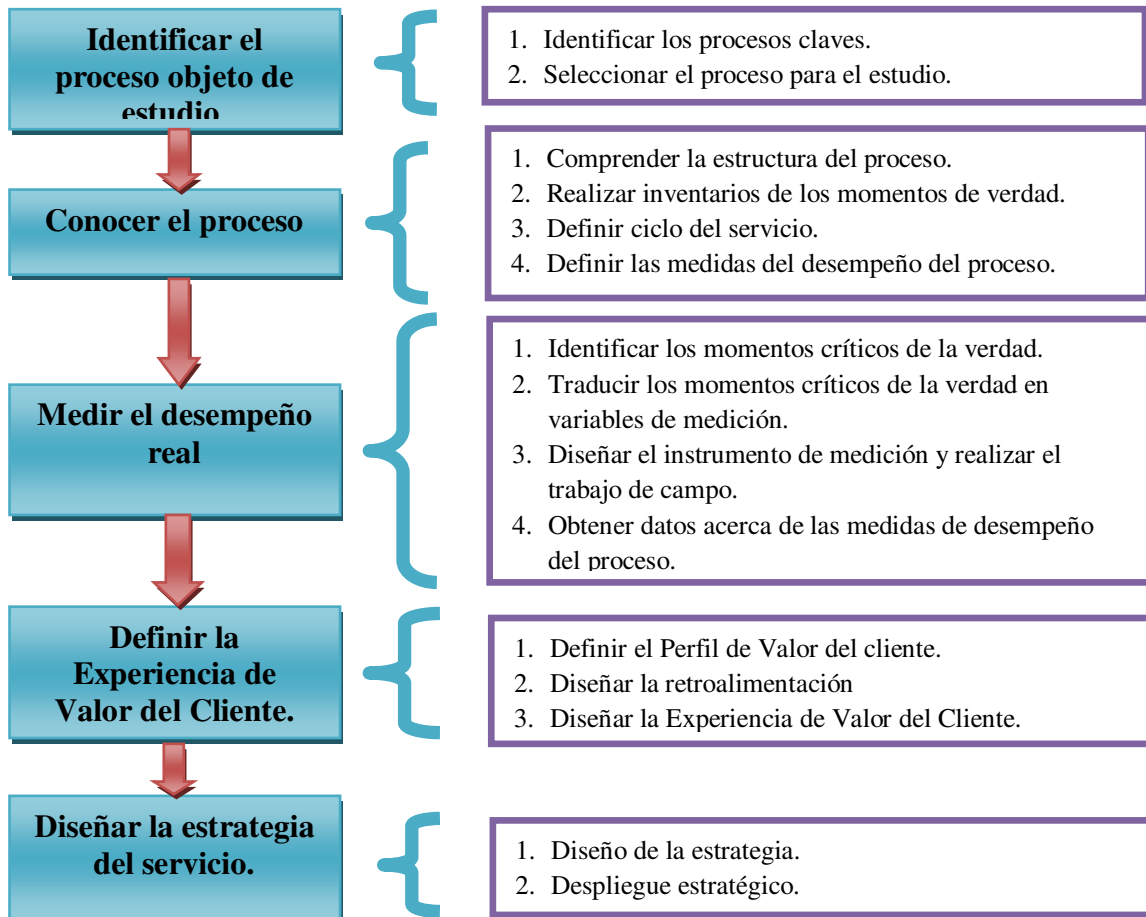 Identificar el
proceso objeto de
estudio
1. Identificar los procesos claves.
2. Seleccionar el proceso para el estudio.
Conocer el proceso
1. Comprender la estructura del proceso.
2. Realizar inventarios de los momentos de verdad.
3. Definir ciclo del servicio.
4. Definir las medidas del desempeño del proceso.
Medir el desempeño
real
1. Identificar los momentos críticos de la verdad.
2. Traducir los momentos críticos de la verdad en
variables de medición.
3. Diseñar el instrumento de medición y realizar el
trabajo de campo.
4. Obtener datos acerca de las medidas de desempeño
del proceso.
Definir la
Experiencia de
Valor del Cliente.
1. Definir el Perfil de Valor del cliente.
2. Diseñar la retroalimentación
3. Diseñar la Experiencia de Valor del Cliente.
Diseñar la estrategia
del servicio.
1. Diseño de la estrategia.
2. Despliegue estratégico.